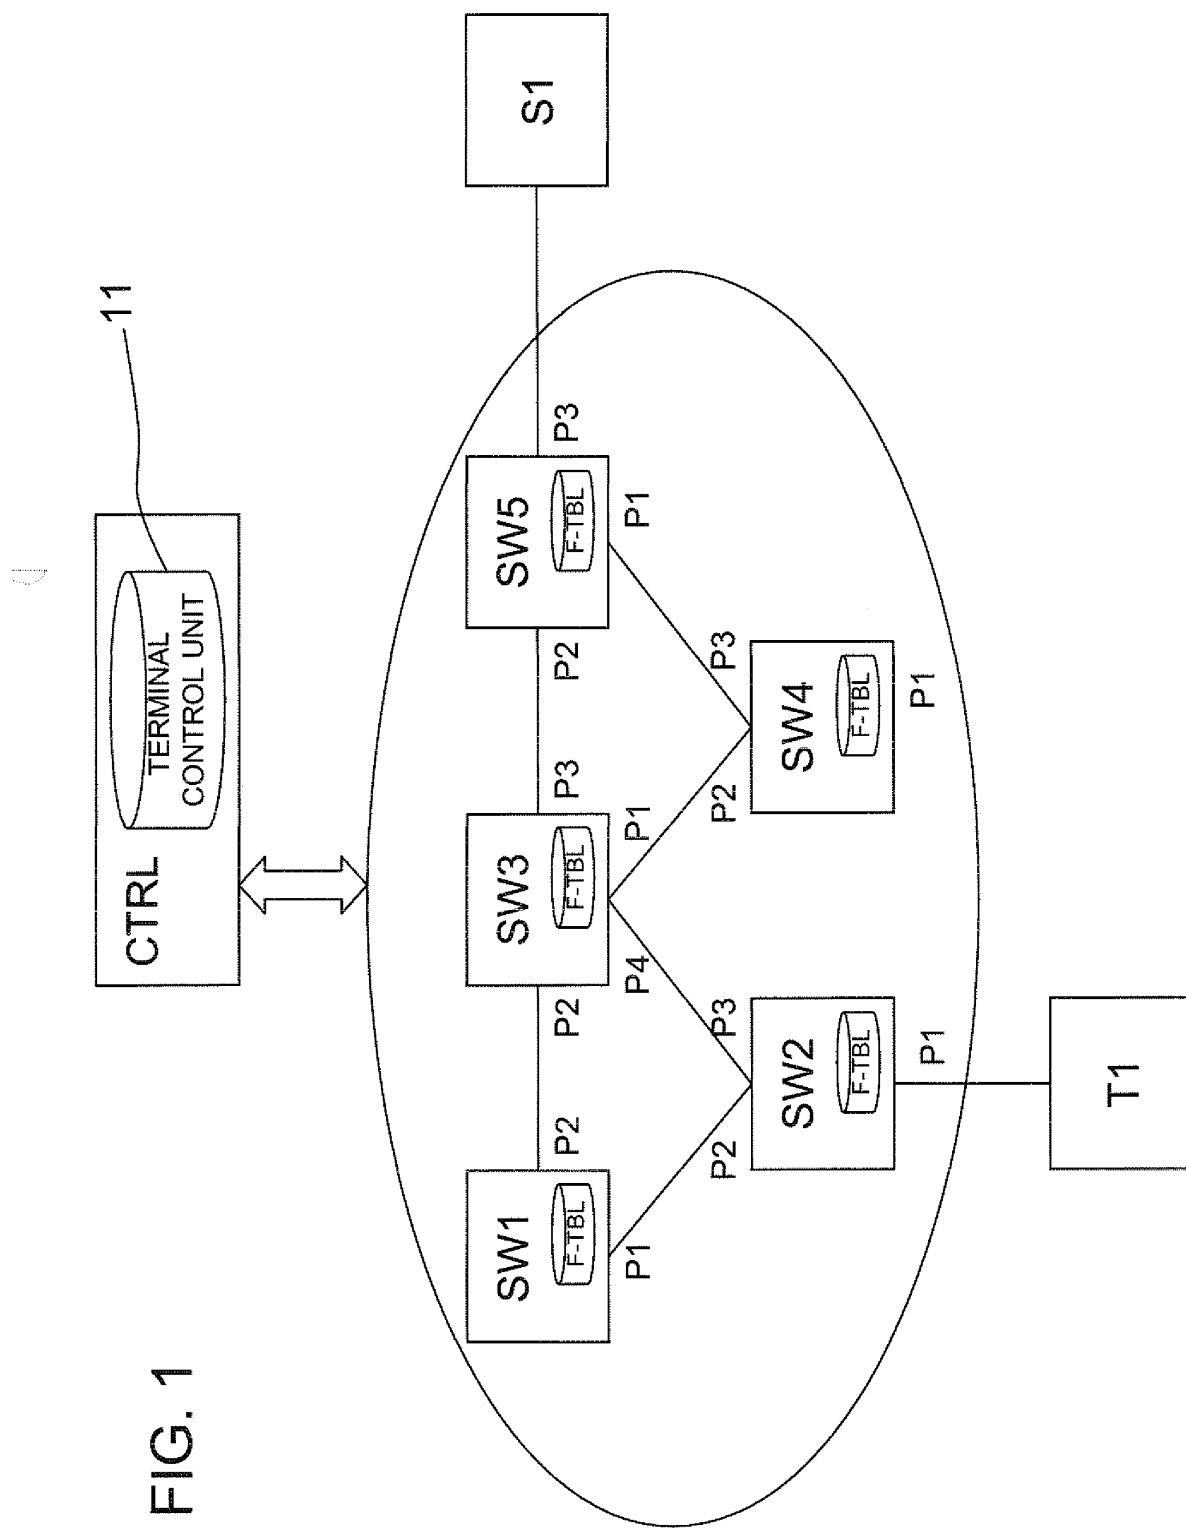 FIG. 1
CTRL
TERMINAL
CONTROL UNIT
11
SW1
F-TBL
P1
P2
P2
SW3
F-TBL
P4
P1
P3
P2
SW5
F-TBL
P1
P3
S1
P2
P3
SW2
F-TBL
P1
P2
P3
SW4
F-TBL
P1
T1